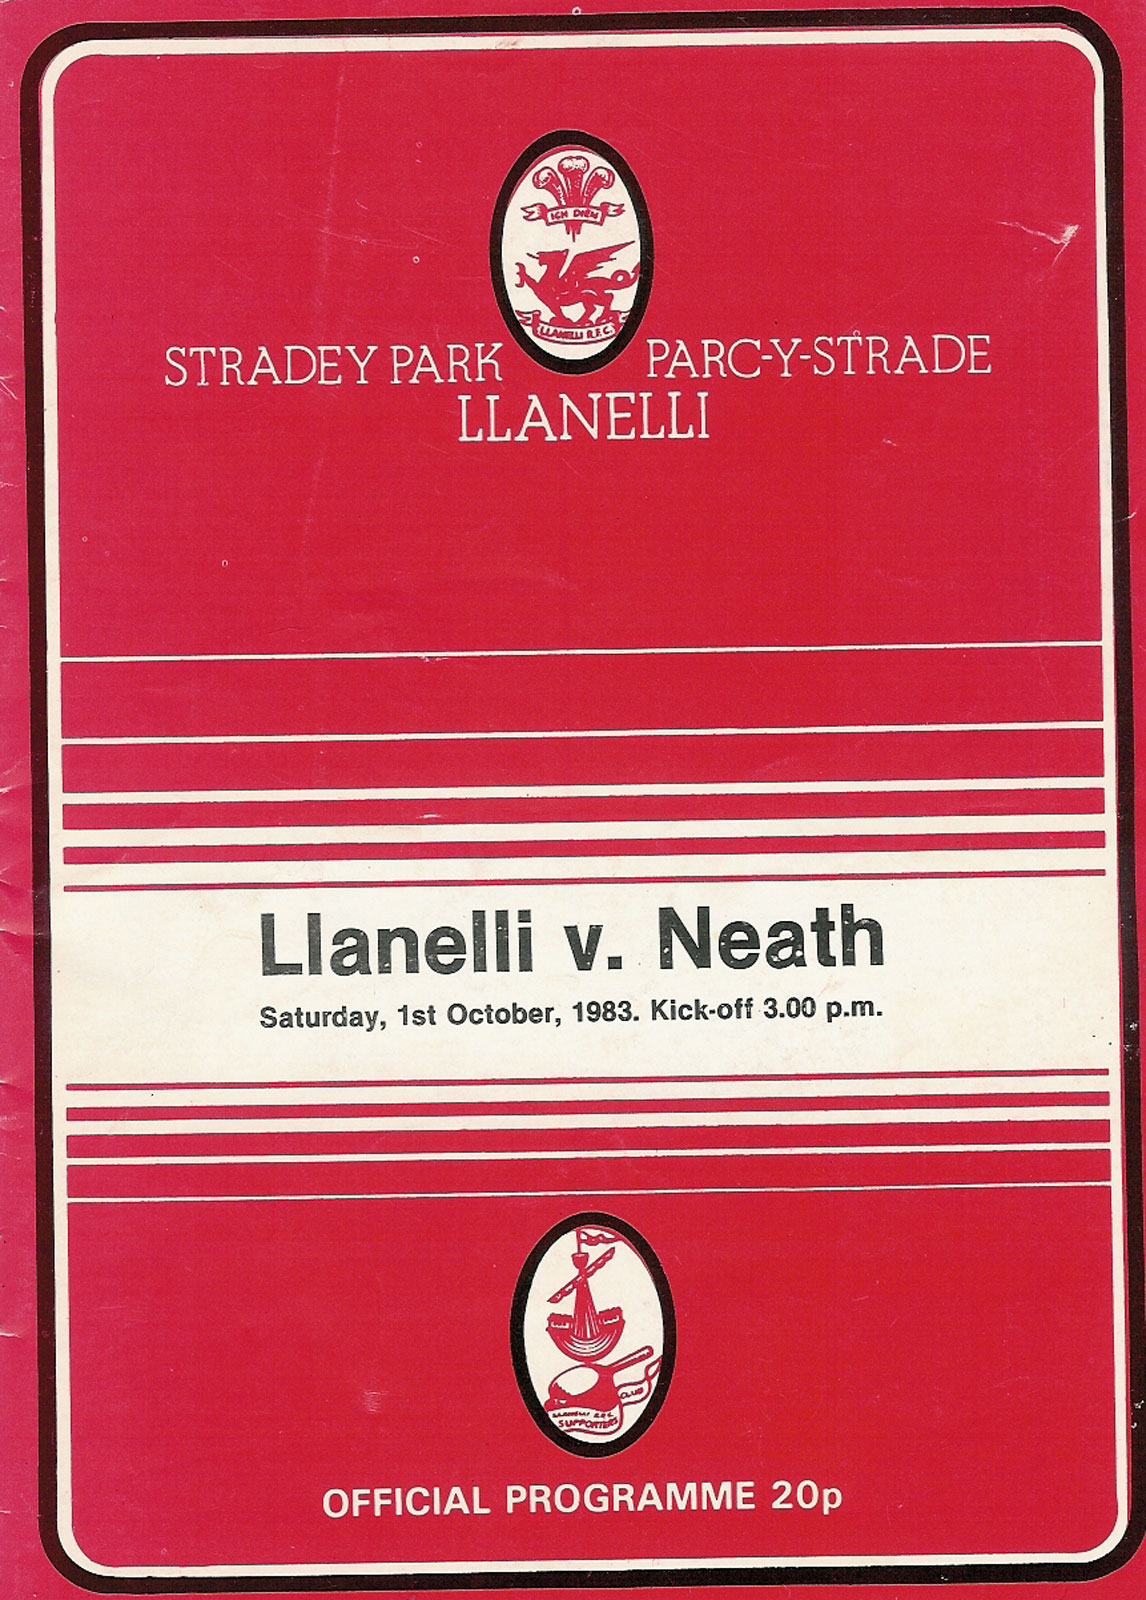 ICH DIEN
LLANELLI R.F.C.
STRADEY PARK PARC-Y-STRADE
LLANELLI
Llanelli v. Neath
Saturday, 1st October, 1983. Kick-off 3.00 p.m.
CLUB
LLANELLI R.F.C.
SUPPORTERS
OFFICIAL PROGRAMME 20p